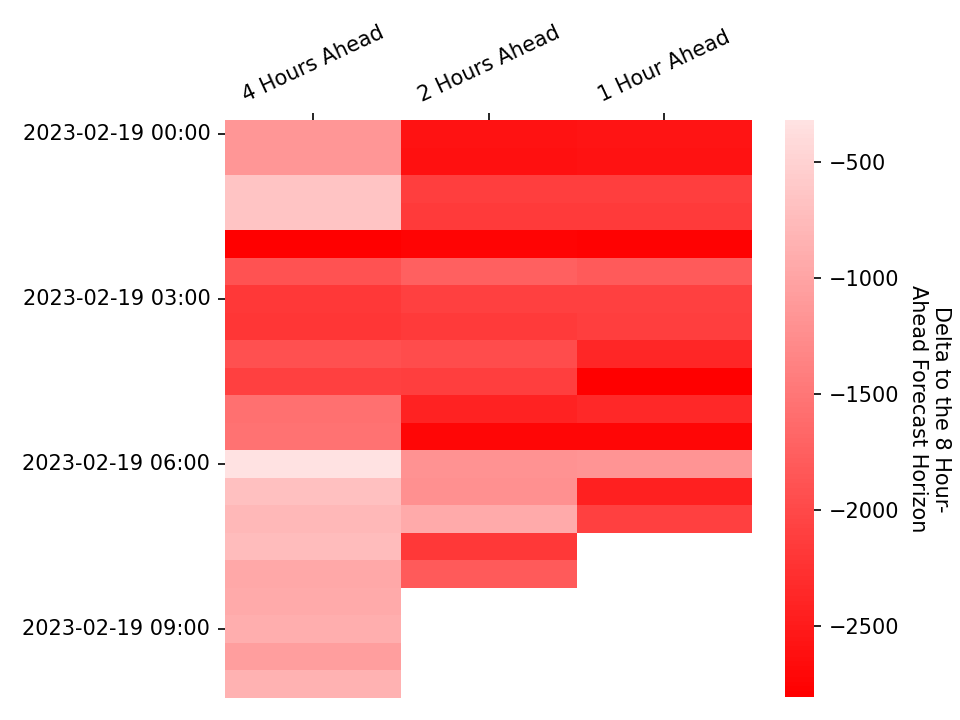 4 Hours Ahead
2 Hours Ahead
1 Hour Ahead
2023-02-19 00:00
2023-02-19 03:00
2023-02-19 06:00
2023-02-19 09:00
−500
−1000
−1500
−2000
−2500
Delta to the 8 Hour-
Ahead Forecast Horizon